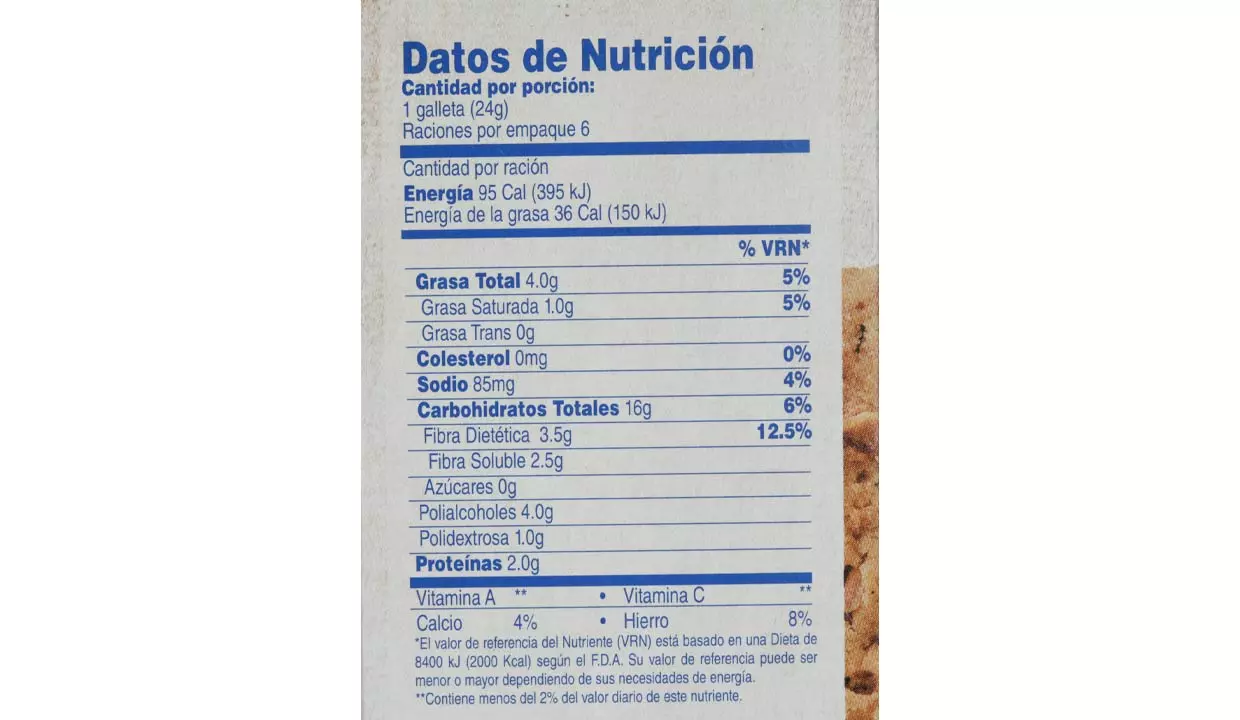 Datos de Nutrición
Cantidad por porción:
1 galleta (24g)
Raciones por empaque 6
Cantidad por ración
Energía 95 Cal (395 kJ)
Energía de la grasa 36 Cal (150 kJ)
% VRN*
Grasa Total 4.0g 5%
Grasa Saturada 1.0g 5%
Grasa Trans 0g
Colesterol 0mg 0%
Sodio 85mg 4%
Carbohidratos Totales 16g 6%
Fibra Dietética 3.5g 12.5%
Fibra Soluble 2.5g
Azúcares 0g
Polialcoholes 4.0g
Polidextrosa 1.0g
Proteínas 2.0g
Vitamina A ** • Vitamina C **
Calcio 4% • Hierro 8%
*El valor de referencia del Nutriente (VRN) está basado en una Dieta de
8400 kJ (2000 Kcal) según el F.D.A. Su valor de referencia puede ser
menor o mayor dependiendo de sus necesidades de energía.
**Contiene menos del 2% del valor diario de este nutriente.